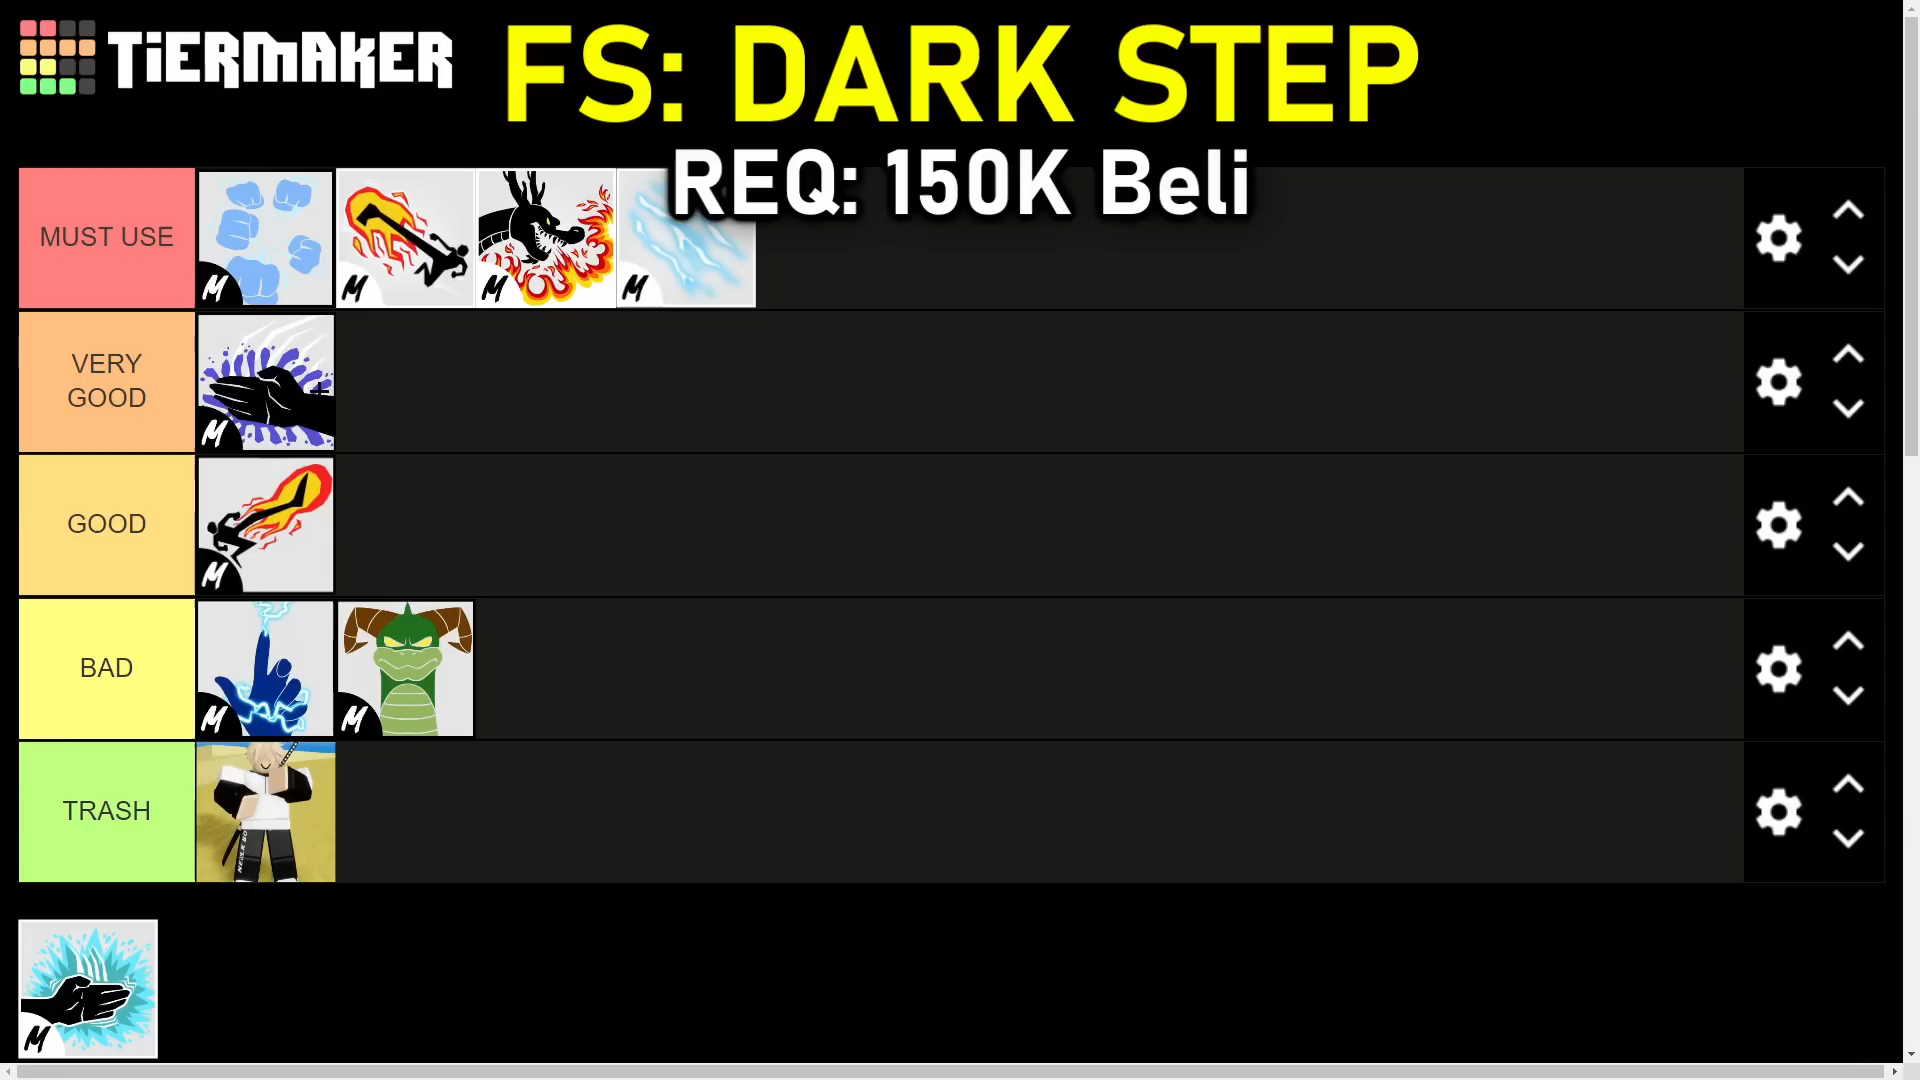 TiERMAKER
FS: DARK STEP
REQ: 150K Beli
MUST USE
M
M
M
M
VERY
GOOD
M
GOOD
M
BAD
M
M
TRASH
M